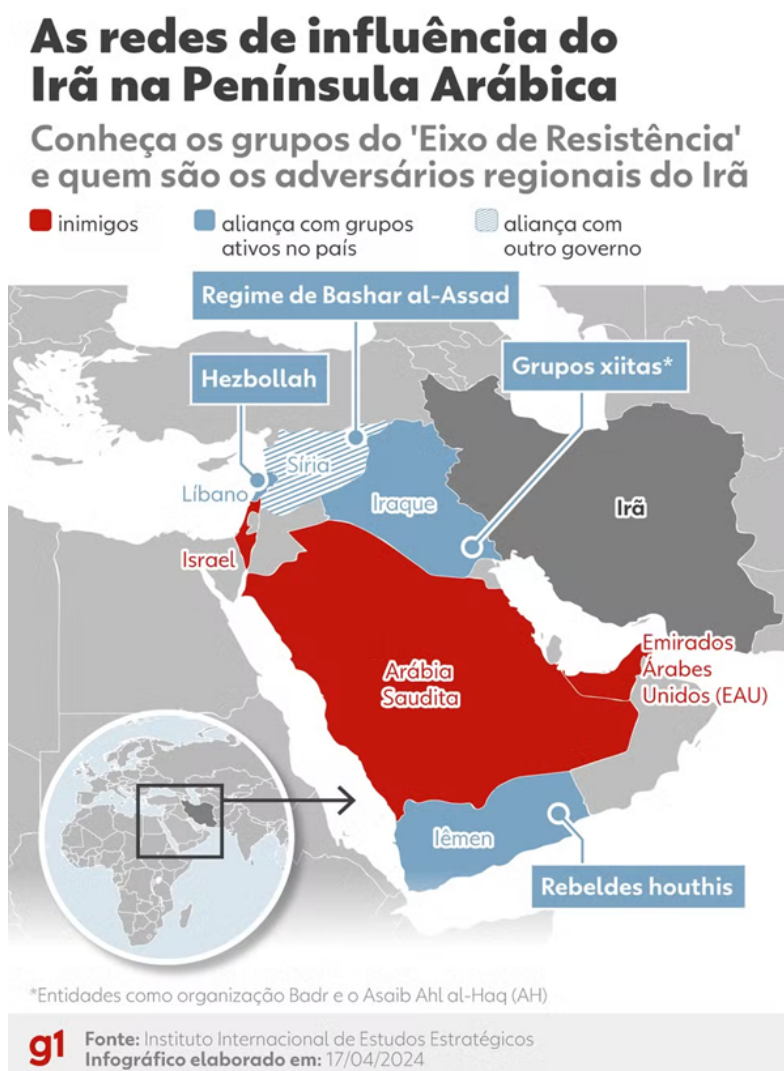 As redes de influência do
Irã na Península Arábica
Conheça os grupos do 'Eixo de Resistência'
e quem são os adversários regionais do Irã
inimigos
aliança com grupos
ativos no país
aliança com
outro governo
Regime de Bashar al-Assad
Hezbollah
Grupos xiitas*
Síria
Líbano
Iraque
Irã
Israel
Arábia
Saudita
Emirados
Árabes
Unidos (EAU)
Iêmen
Rebeldes houthis
*Entidades como organização Badr e o Asaib Ahl al-Haq (AH)
g1
Fonte: Instituto Internacional de Estudos Estratégicos
Infográfico elaborado em: 17/04/2024